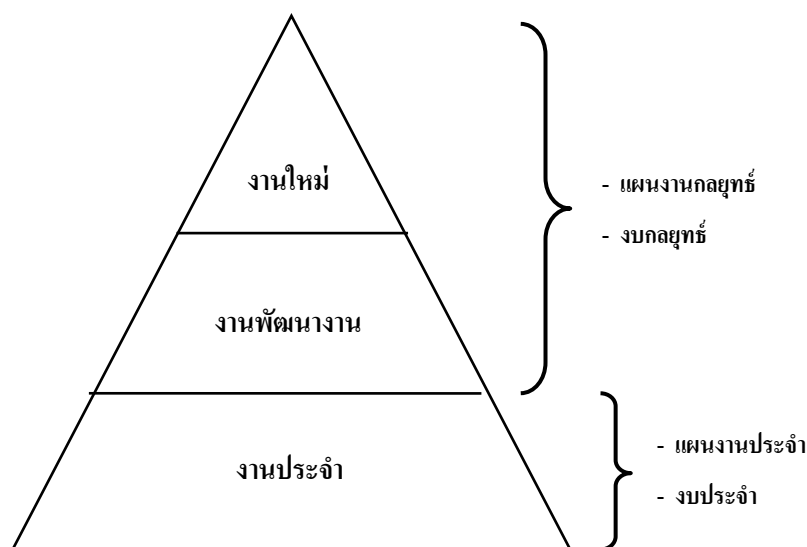 งานใหม่
- แผนงานกลยุทธ์
- งบกลยุทธ์
งานพัฒนางาน
งานประจำ
- แผนงานประจำ
- งบประจำ